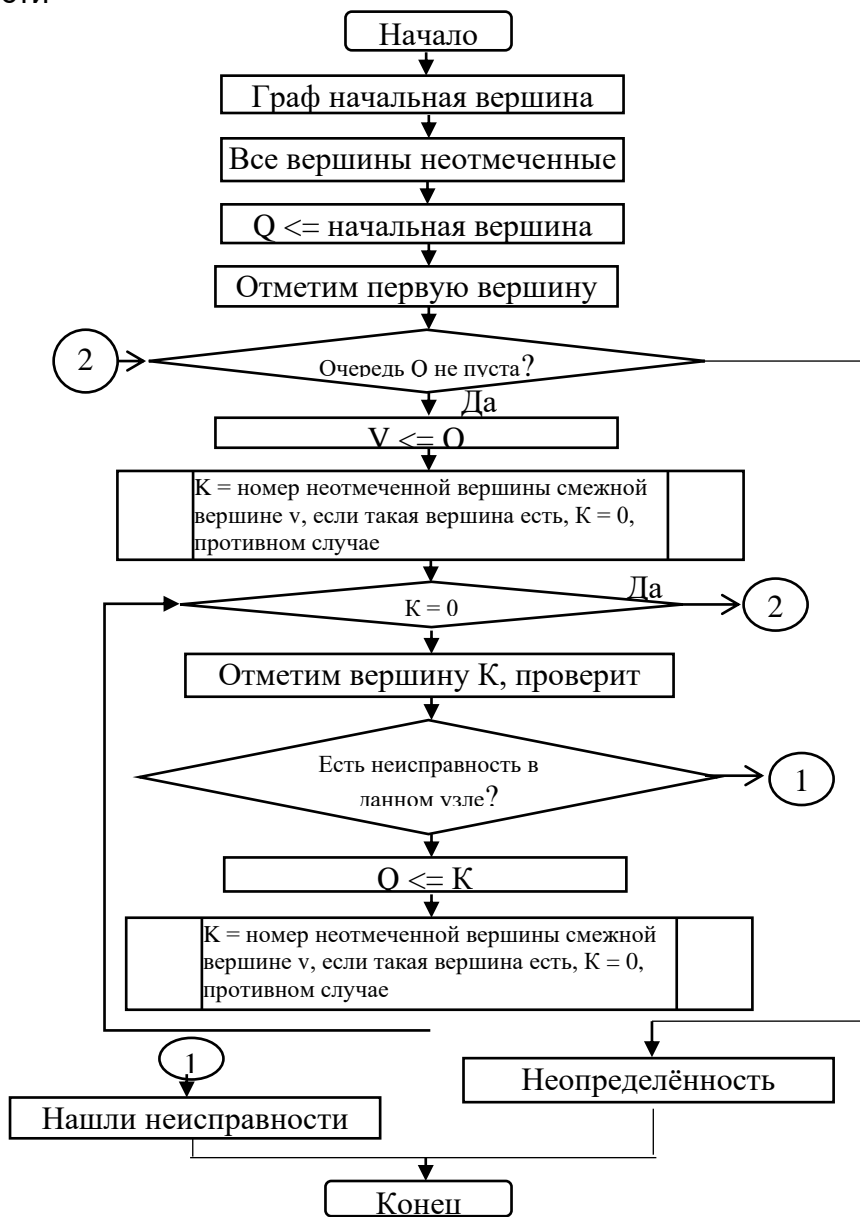 сти
Начало
Граф начальная вершина
Все вершины неотмеченные
Q <= начальная вершина
Отметим первую вершину
2
Очередь Q не пуста?
Да
V <= Q
K = номер неотмеченной вершины смежной
вершине v, если такая вершина есть, К = 0,
противном случае
Да
К = 0
2
Отметим вершину К, проверит
Есть неисправность в
данном узле?
1
Q <= К
K = номер неотмеченной вершины смежной
вершине v, если такая вершина есть, К = 0,
противном случае
1
Неопределённость
Нашли неисправности
Конец